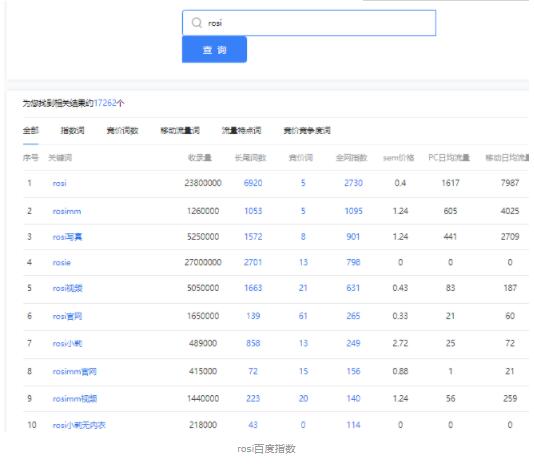 rosi
查 询
为您找到相关结果约17262个
全部 指数词 竞价词数 移动流量词 流量特点词 竞价竞争度词
序号 关键词 收录量 长尾词数 竞价词 全网指数 sem价格 PC日均流量 移动日均流量
1 rosi 23800000 6920 5 2730 0.4 1617 7987
2 rosimm 1260000 1053 5 1095 1.24 605 4025
3 rosi写真 5250000 1572 8 901 1.24 441 2709
4 rosie 27000000 2701 13 798 0 0 0
5 rosi视频 5050000 1663 21 631 0.43 83 187
6 rosi官网 1650000 139 61 265 0.33 21 60
7 rosi小莉 489000 858 13 249 2.72 25 72
8 rosimm官网 415000 72 15 156 0.88 1 21
9 rosimm视频 1440000 223 20 140 1.24 56 259
10 rosi小莉无内衣 218000 43 0 114 0 0 0
rosi百度指数